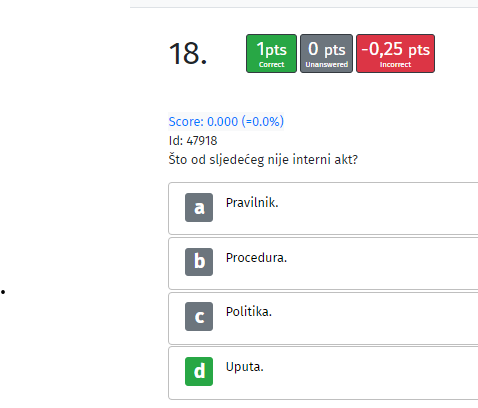 18.
1pts
Correct
0 pts
Unanswered
-0,25 pts
Incorrect
Score: 0.000 (=0.0%)
Id: 47918
Što od sljedećeg nije interni akt?
a Pravilnik.
b Procedura.
.
c Politika.
d Uputa.